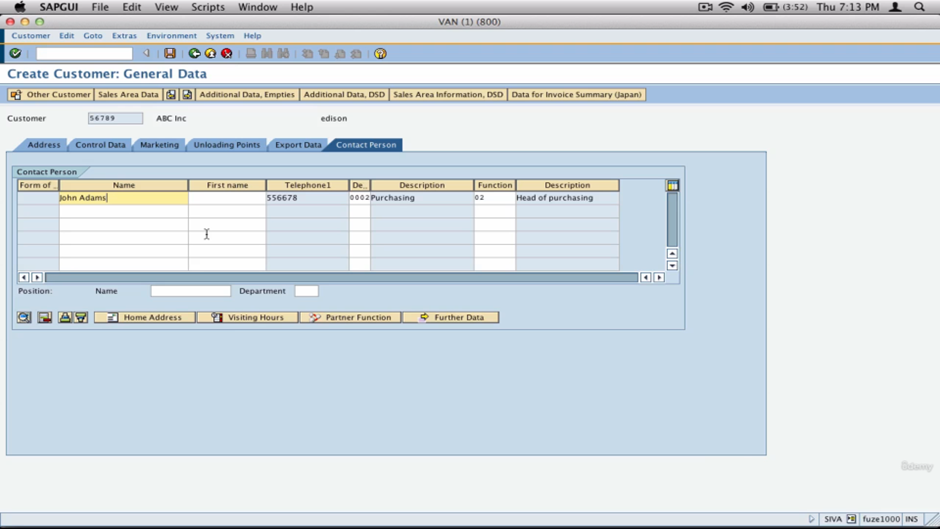 SAPGUI File Edit View Scripts Window Help (3:52) Thu 7:13 PM
VAN (1) (800)
Customer Edit Goto Extras Environment System Help
Create Customer: General Data
Other Customer Sales Area Data Additional Data, Empties Additional Data, DSD Sales Area Information, DSD Data for Invoice Summary (Japan)
Customer 56789 ABC Inc edison
Address Control Data Marketing Unloading Points Export Data Contact Person
Contact Person
Form of .. Name First name Telephone1 De.. Description Function Description
John Adams 556678 0002 Purchasing 02 Head of purchasing
Position: Name Department
Home Address Visiting Hours Partner Function Further Data
ûdemy
SIVA fuze1000 INS